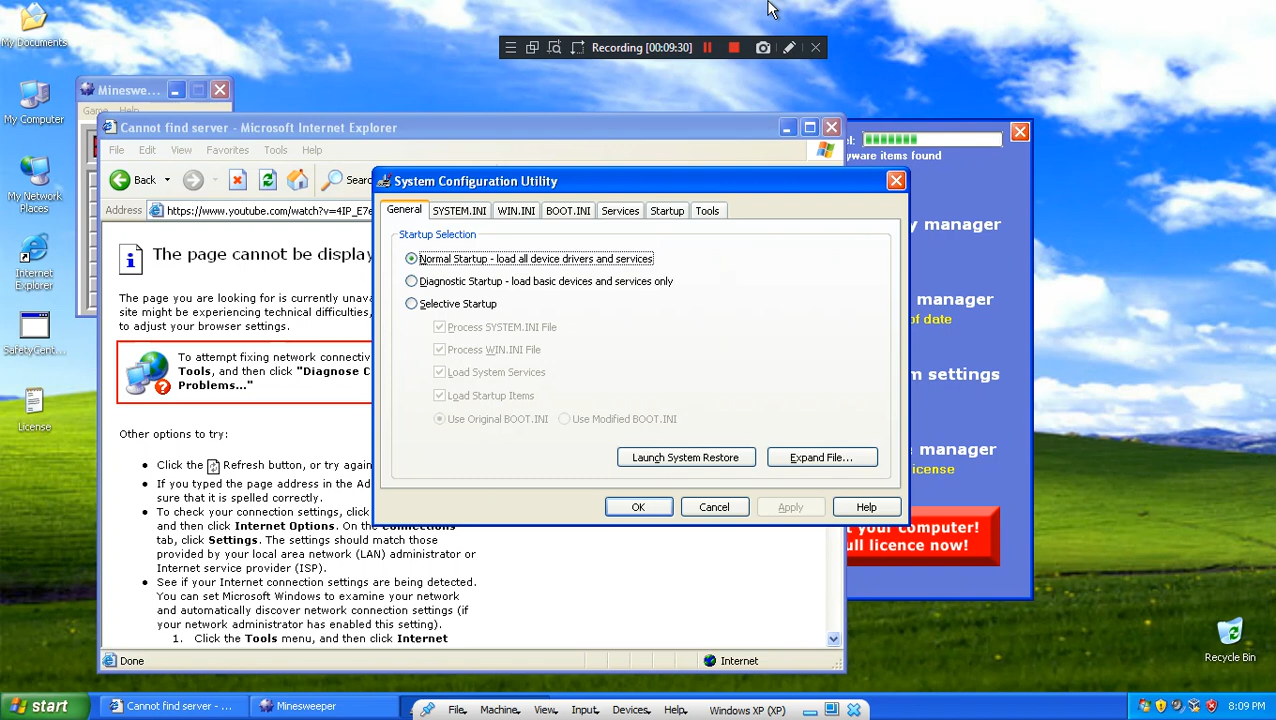 My Documents
My Computer
My Network
Places
Internet
Explorer
SafetyCent...
License
Recycle Bin
Recording [00:09:30]
Mineswe...
Game Help
Cannot find server - Microsoft Internet Explorer
File Edit View Favorites Tools Help
Back
Address https://www.youtube.com/watch?v=4IP_E7e
The page cannot be display
The page you are looking for is currently unava
site might be experiencing technical difficulties,
to adjust your browser settings.
To attempt fixing network connectiv
Tools, and then click "Diagnose C
Problems..."
Other options to try:
Click the Refresh button, or try again
If you typed the page address in the Ad
sure that it is spelled correctly.
To check your connection settings, click
and then click Internet Options. On the Connections
tab, click Settings. The settings should match those
provided by your local area network (LAN) administrator or
Internet service provider (ISP).
See if your Internet connection settings are being detected.
You can set Microsoft Windows to examine your network
and automatically discover network connection settings (if
your network administrator has enabled this setting).
1. Click the Tools menu, and then click Internet
Done
Internet
System Configuration Utility
General SYSTEM.INI WIN.INI BOOT.INI Services Startup Tools
Startup Selection
Normal Startup - load all device drivers and services
Diagnostic Startup - load basic devices and services only
Selective Startup
Process SYSTEM.INI File
Process WIN.INI File
Load System Services
Load Startup Items
Use Original BOOT.INI Use Modified BOOT.INI
Launch System Restore Expand File...
OK Cancel Apply Help
el:
yware items found
y manager
manager
of date
m settings
manager
icense
t your computer!
ull licence now!
start
Cannot find server - ...
Minesweeper
File Machine View Input Devices Help Windows XP (XP)
8:09 PM